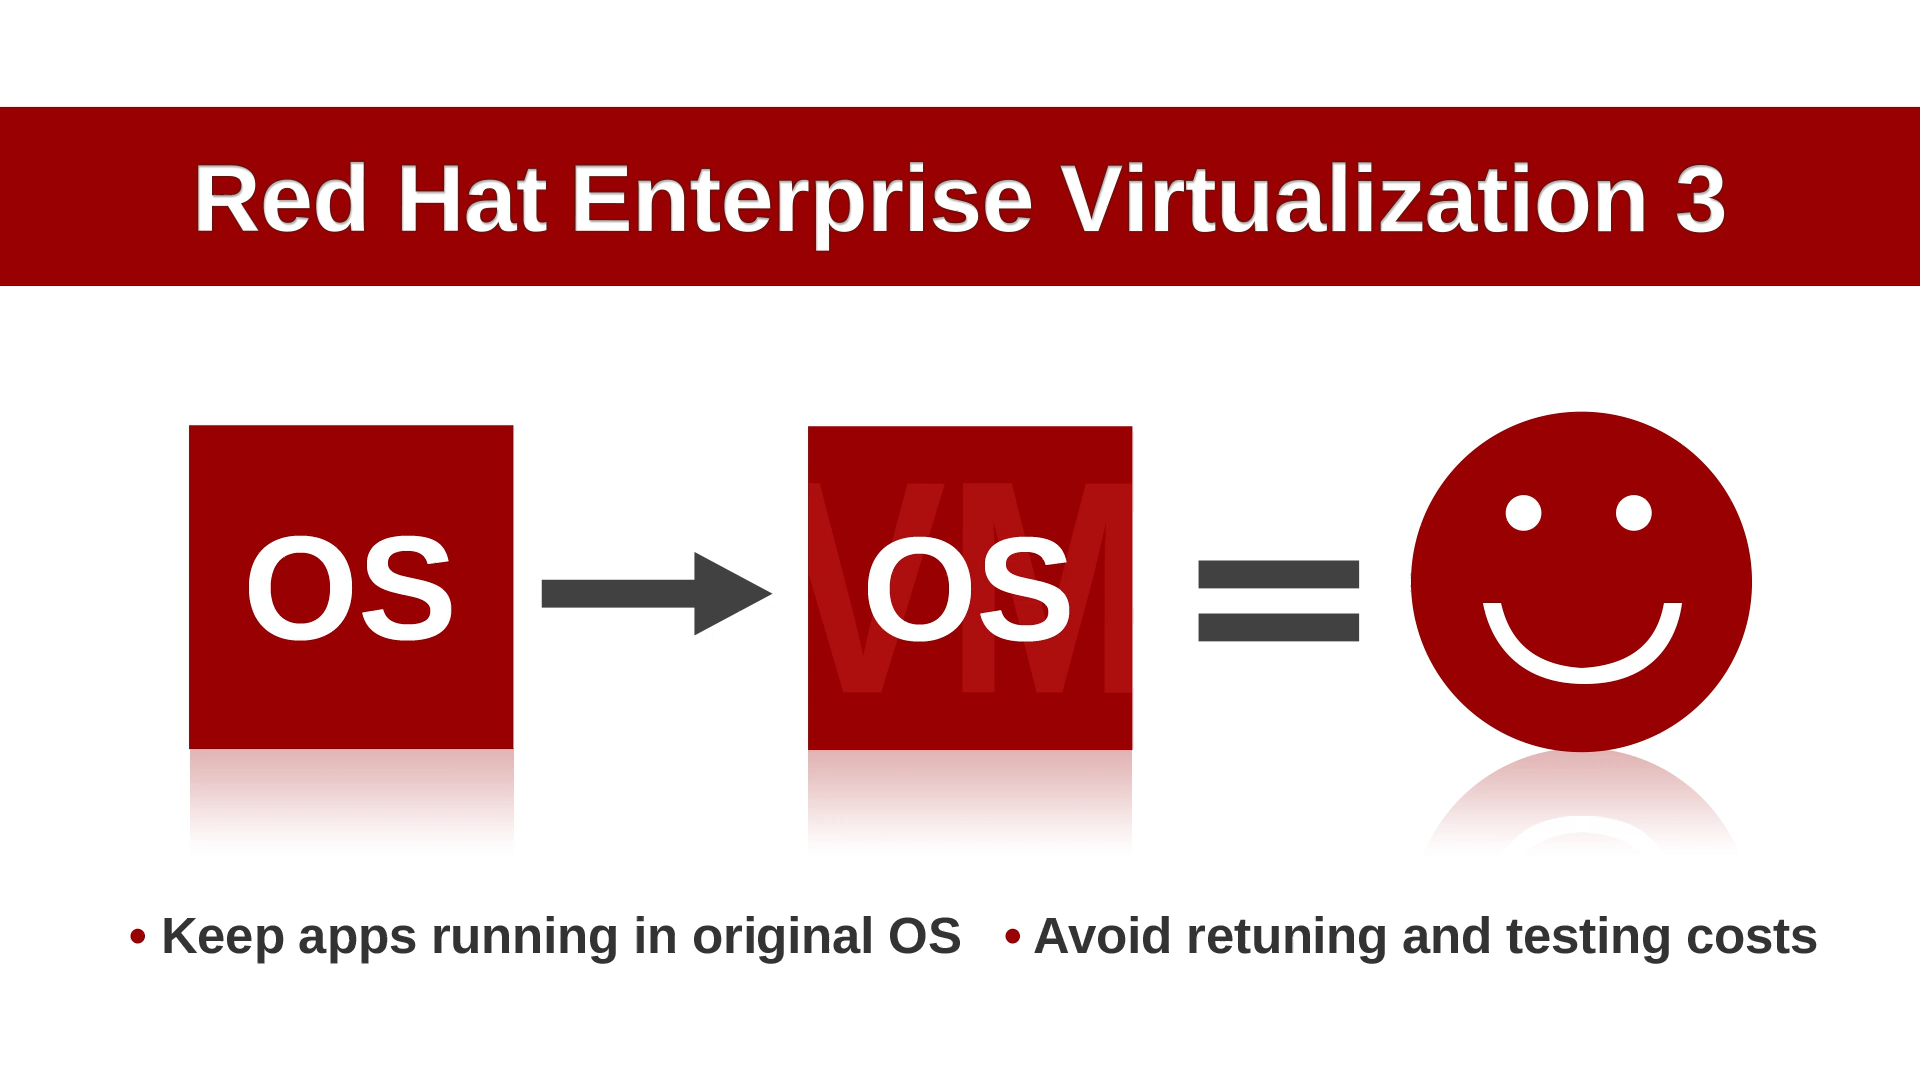 Red Hat Enterprise Virtualization 3
OS
VM
OS
• Keep apps running in original OS
• Avoid retuning and testing costs